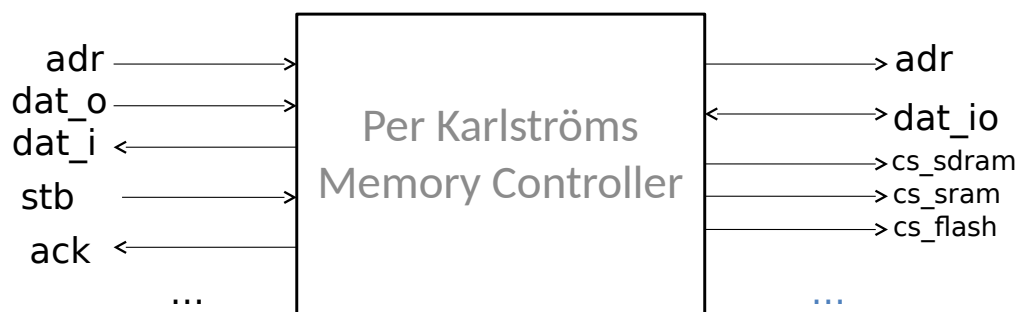 adr
dat_o
dat_i
stb
ack
...
Per Karlströms
Memory Controller
adr
dat_io
cs_sdram
cs_sram
cs_flash
...